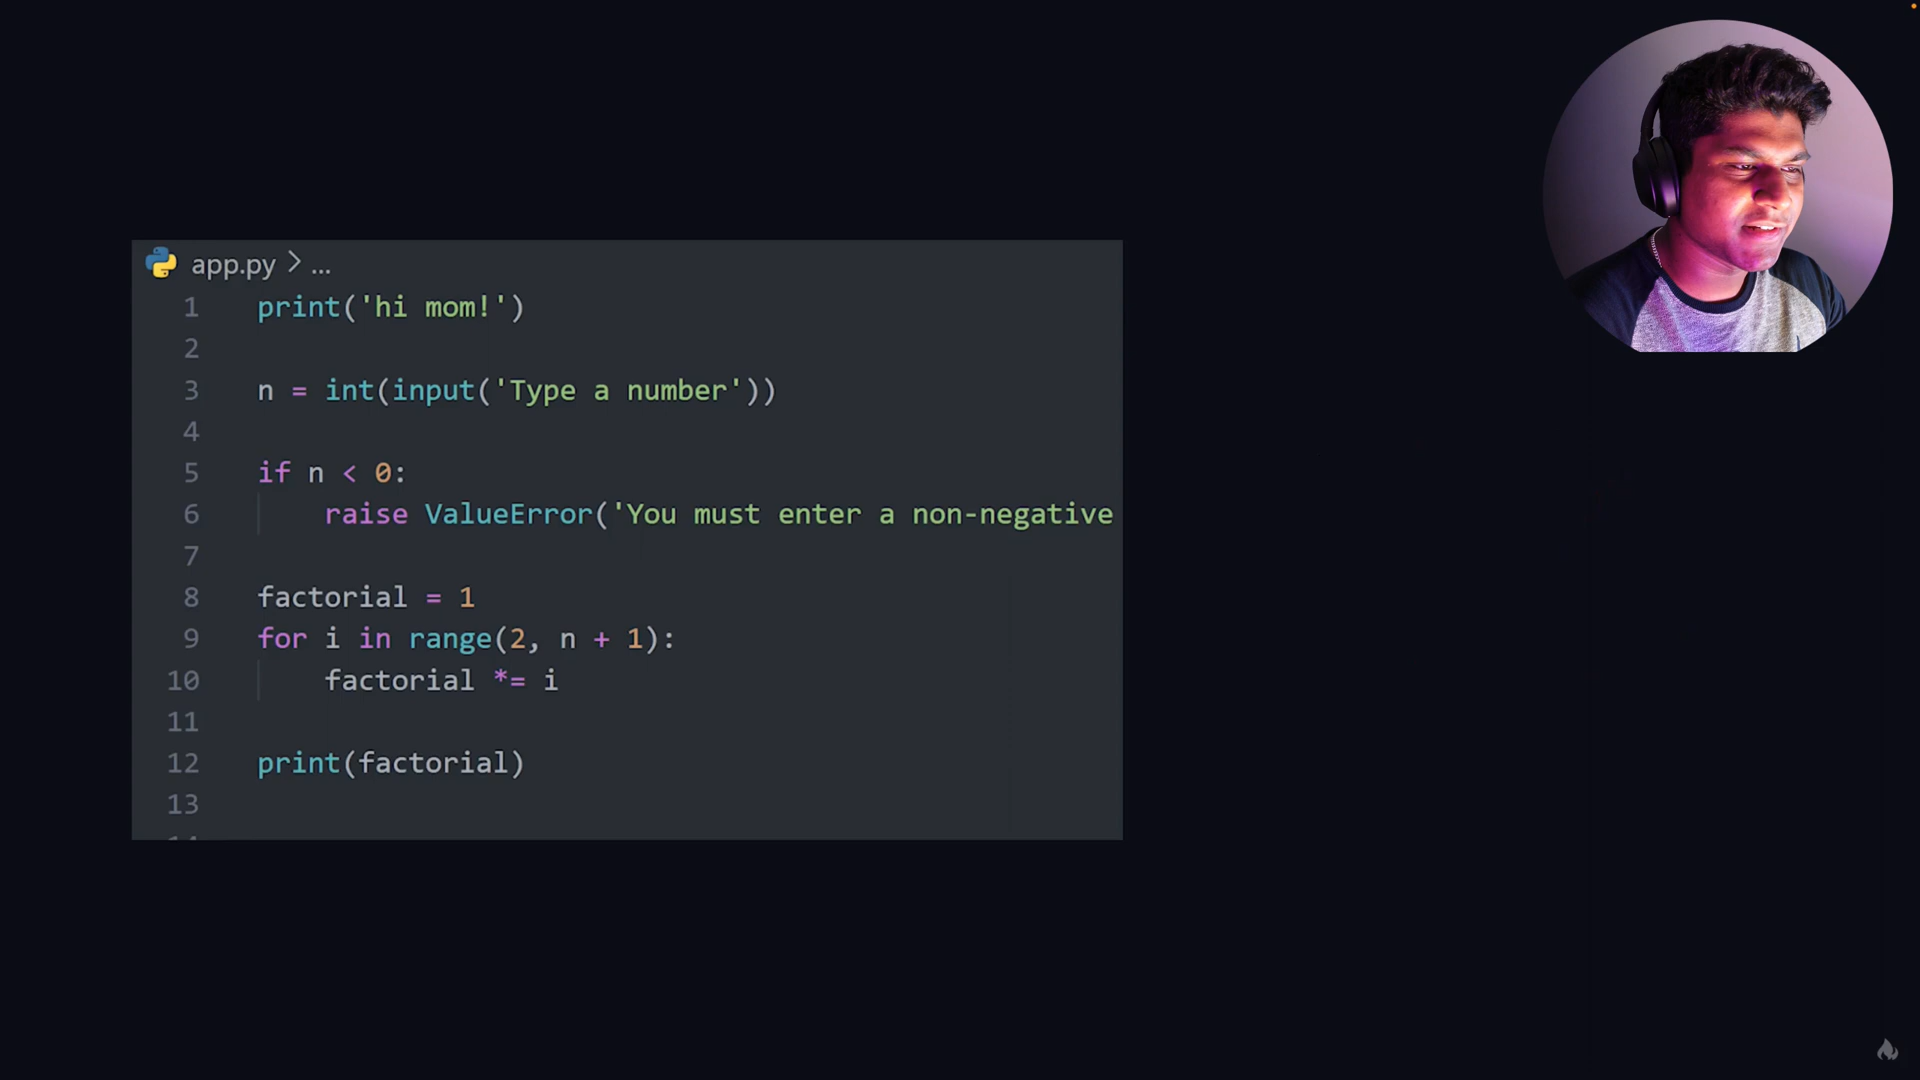 app.py > ...
1 print('hi mom!')
2
3 n = int(input('Type a number'))
4
5 if n < 0:
6     raise ValueError('You must enter a non-negative
7
8 factorial = 1
9 for i in range(2, n + 1):
10     factorial *= i
11
12 print(factorial)
13